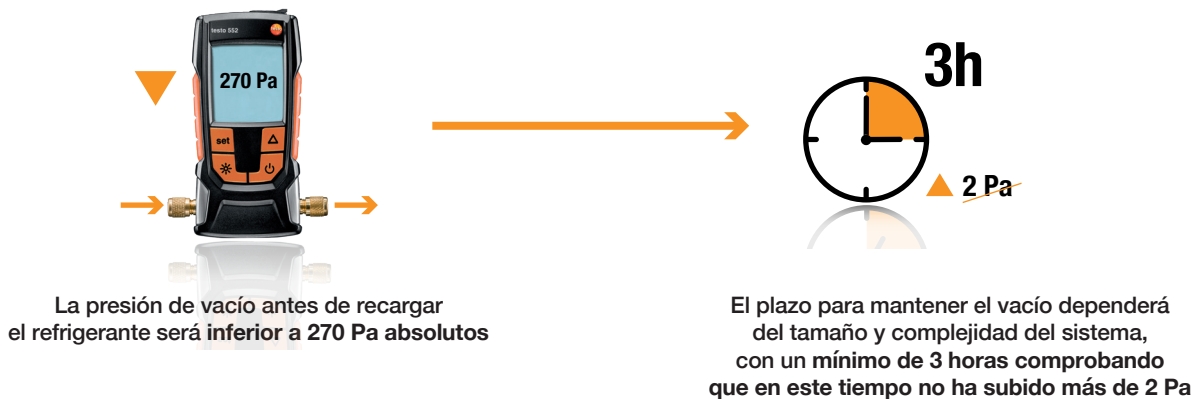 testo 552
testo
270 Pa
set
3h
2 Pa
La presión de vacío antes de recargar
el refrigerante será inferior a 270 Pa absolutos
El plazo para mantener el vacío dependerá
del tamaño y complejidad del sistema,
con un mínimo de 3 horas comprobando
que en este tiempo no ha subido más de 2 Pa